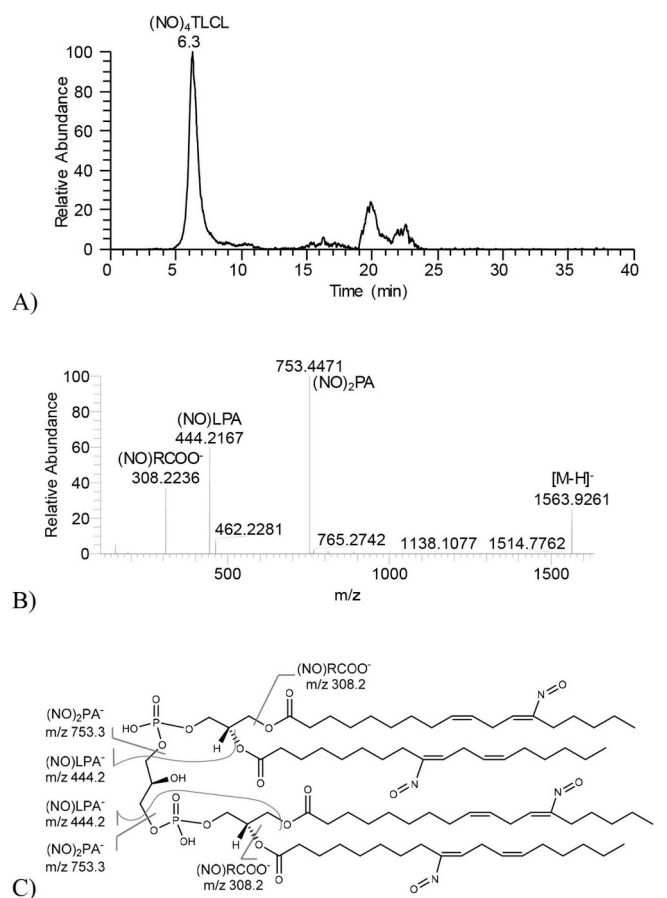 (NO)₄TLCL
6.3
100
80
60
40
20
0
Relative Abundance
0 5 10 15 20 25 30 35 40
Time (min)
A)
753.4471
(NO)₂PA
100
80
60
40
20
0
Relative Abundance
(NO)LPA
444.2167
(NO)RCOO⁻
308.2236
462.2281
765.2742
1138.1077
1514.7762
[M-H]⁻
1563.9261
500 1000 1500
m/z
B)
(NO)RCOO⁻
m/z 308.2
(NO)₂PA⁻
m/z 753.3
(NO)LPA⁻
m/z 444.2
(NO)LPA⁻
m/z 444.2
(NO)₂PA⁻
m/z 753.3
(NO)RCOO⁻
m/z 308.2
HO
O
P
O
O
O
H
O
O
O
N
O
O
N
O
OH
O
P
O
O
OH
O
H
O
O
O
N
O
O
N
O
C)